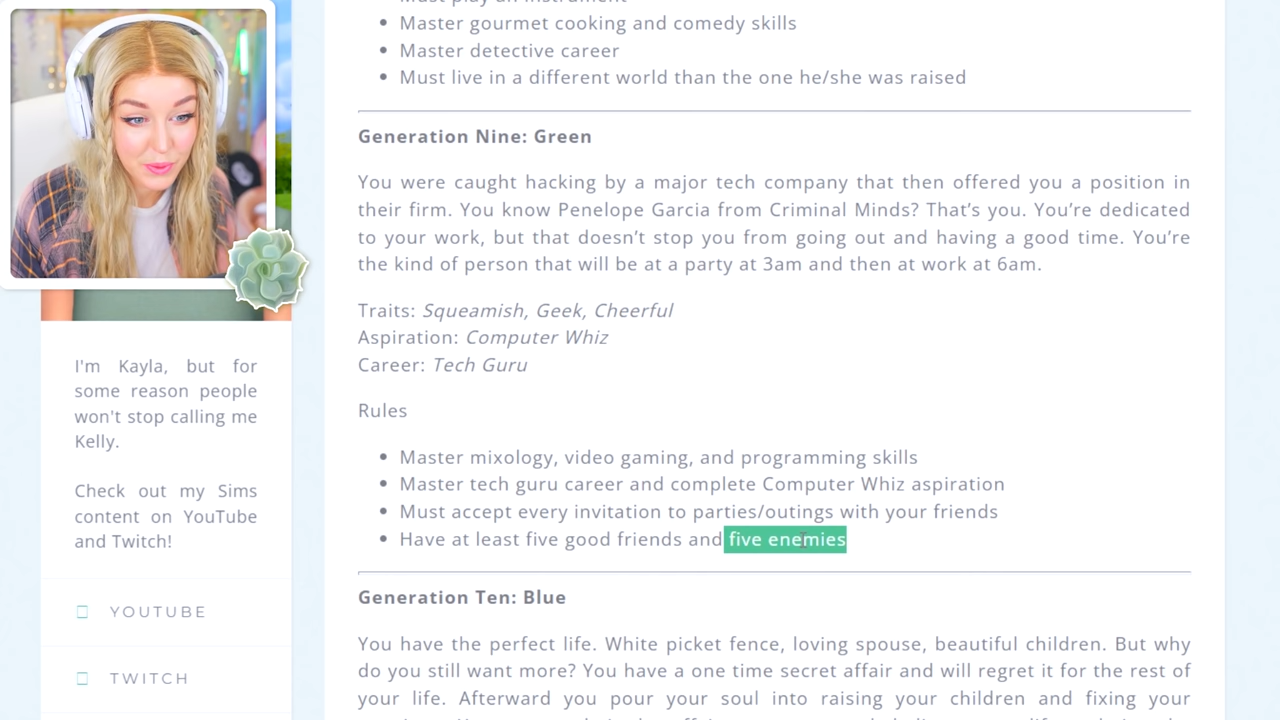 Master gourmet cooking and comedy skills
Master detective career
Must live in a different world than the one he/she was raised
Generation Nine: Green
You were caught hacking by a major tech company that then offered you a position in
their firm. You know Penelope Garcia from Criminal Minds? That’s you. You’re dedicated
to your work, but that doesn’t stop you from going out and having a good time. You’re
the kind of person that will be at a party at 3am and then at work at 6am.
Traits: Squeamish, Geek, Cheerful
Aspiration: Computer Whiz
Career: Tech Guru
Rules
Master mixology, video gaming, and programming skills
Master tech guru career and complete Computer Whiz aspiration
Must accept every invitation to parties/outings with your friends
Have at least five good friends and five enemies
Generation Ten: Blue
You have the perfect life. White picket fence, loving spouse, beautiful children. But why
do you still want more? You have a one time secret affair and will regret it for the rest of
your life. Afterward you pour your soul into raising your children and fixing your
I'm Kayla, but for
some reason people
won't stop calling me
Kelly.
Check out my Sims
content on YouTube
and Twitch!
YOUTUBE
TWITCH